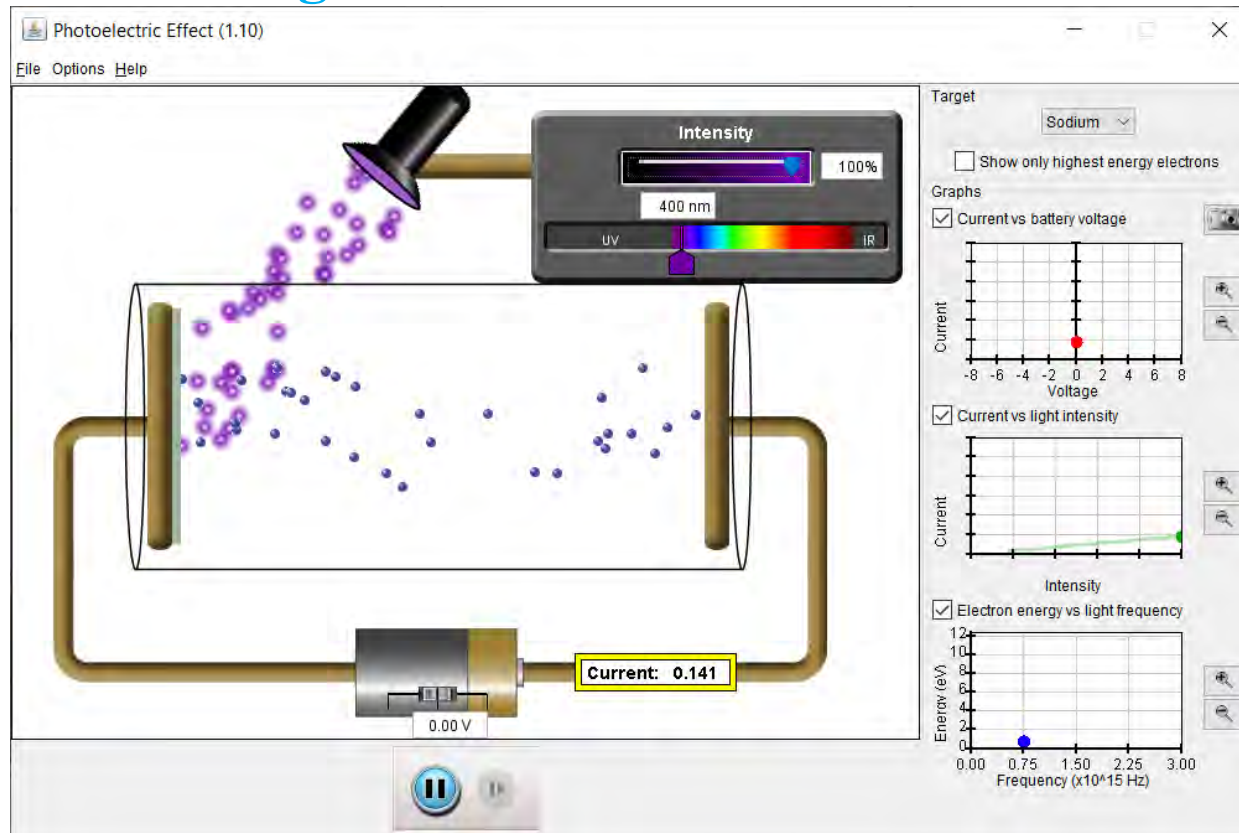 Photoelectric Effect (1.10)
File Options Help
Intensity
100%
400 nm
UV
IR
Current: 0.141
0.00 V
Target
Sodium
Show only highest energy electrons
Graphs
Current vs battery voltage
Current
-8 -6 -4 -2 0 2 4 6 8
Voltage
Current vs light intensity
Current
Intensity
Electron energy vs light frequency
Energy (eV)
12
10
8
6
4
2
0
0.00 0.75 1.50 2.25 3.00
Frequency (x10^15 Hz)